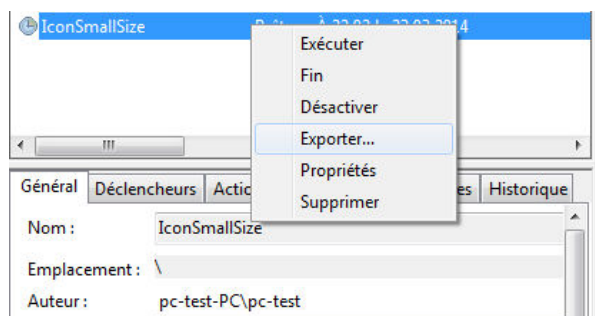 IconSmallSize
Exécuter
Fin
Désactiver
Exporter...
Propriétés
Supprimer
Général Déclencheurs Historique
Nom : IconSmallSize
Emplacement : \
Auteur : pc-test-PC\pc-test